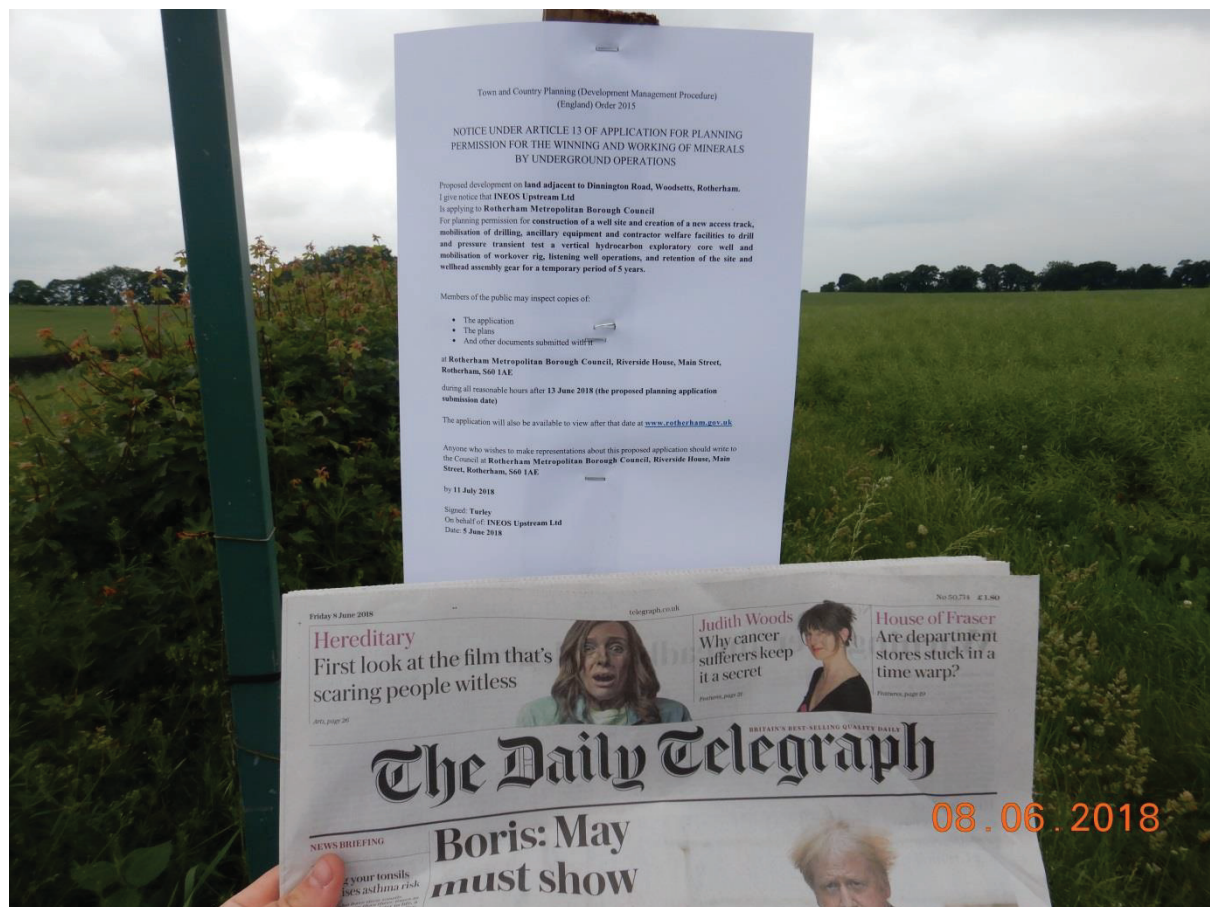 Town and Country Planning (Development Management Procedure)
(England) Order 2015
NOTICE UNDER ARTICLE 13 OF APPLICATION FOR PLANNING
PERMISSION FOR THE WINNING AND WORKING OF MINERALS
BY UNDERGROUND OPERATIONS
Proposed development on land adjacent to Dinnington Road, Woodsetts, Rotherham.
I give notice that INEOS Upstream Ltd
Is applying to Rotherham Metropolitan Borough Council
For planning permission for construction of a well site and creation of a new access track,
mobilisation of drilling, ancillary equipment and contractor welfare facilities to drill
and pressure transient test a vertical hydrocarbon exploratory core well and
mobilisation of workover rig, listening well operations, and retention of the site and
wellhead assembly gear for a temporary period of 5 years.
Members of the public may inspect copies of:
• The application
• The plans
• And other documents submitted with it
at Rotherham Metropolitan Borough Council, Riverside House, Main Street,
Rotherham, S60 1AE
during all reasonable hours after 13 June 2018 (the proposed planning application
submission date)
The application will also be available to view after that date at www.rotherham.gov.uk
Anyone who wishes to make representations about this proposed application should write to
the Council at Rotherham Metropolitan Borough Council, Riverside House, Main
Street, Rotherham, S60 1AE
by 11 July 2018
Signed: Turley
On behalf of: INEOS Upstream Ltd
Date: 5 June 2018
Friday 8 June 2018
telegraph.co.uk
No 50,714 £1.80
Hereditary
First look at the film that's
scaring people witless
Arts, page 26
Judith Woods
Why cancer
sufferers keep
it a secret
Features, page
House of Fraser
Are department
stores stuck in a
time warp?
Features, page
BRITAIN'S BEST-SELLING QUALITY DAILY
The Daily Telegraph
NEWS BRIEFING
your tonsils
asthma risk
Boris: May
must show
08.06.2018